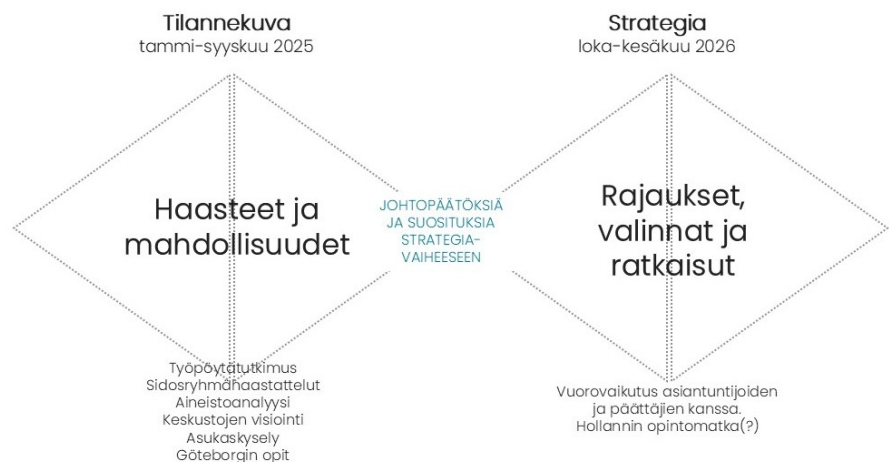 Tilannekuva
tammi-syyskuu 2025
Haasteet ja
mahdollisuudet
Työpöytätutkimus
Sidosryhmähaastattelut
Aineistoanalyysi
Keskustojen visiointi
Asukaskysely
Göteborgin opit
JOHTOPÄÄTÖKSIÄ
JA SUOSITUKSIA
STRATEGIA-
VAIHEESEEN
Strategia
loka-kesäkuu 2026
Rajaukset,
valinnat ja
ratkaisut
Vuorovaikutus asiantuntijoiden
ja päättäjien kanssa.
Hollannin opintomatka(?)